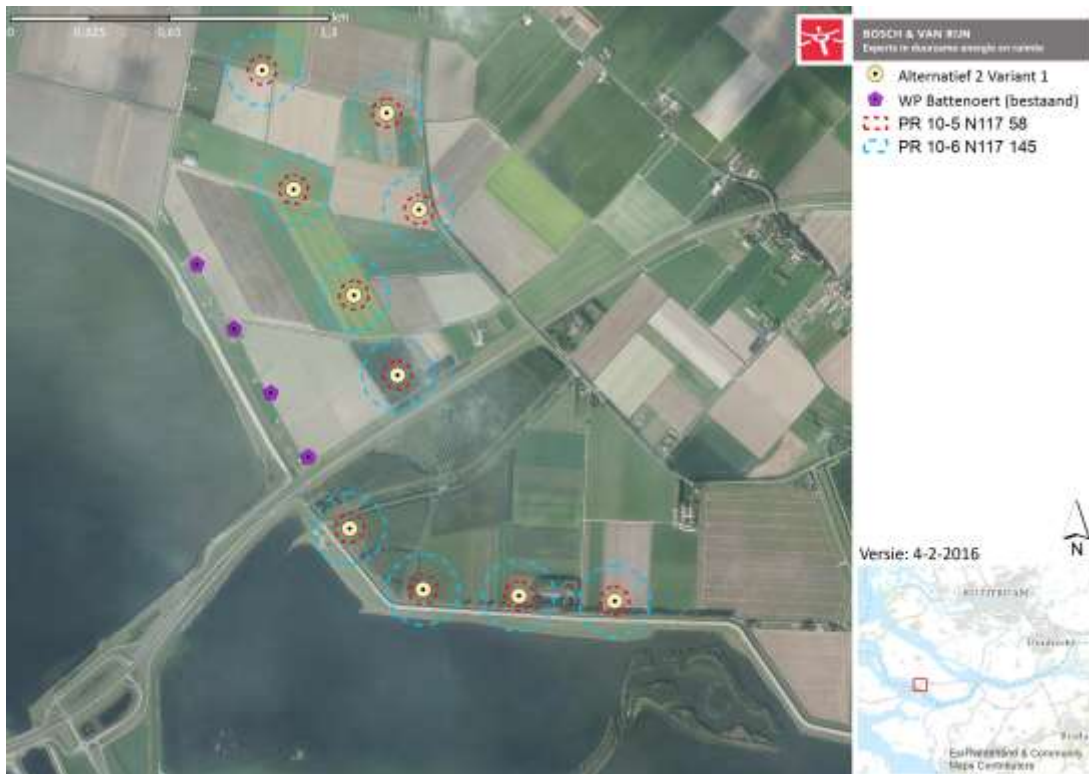 km
0 0,325 0,65 1,3
BOSCH & VAN RIJN
Experts in duurzame energie en ruimte
Alternatief 2 Variant 1
WP Battenoert (bestaand)
PR 10-5 N117 58
PR 10-6 N117 145
N
Versie: 4-2-2016
ROTTERDAM
Dordrecht
Esri Nederland & Community
Maps Contributors